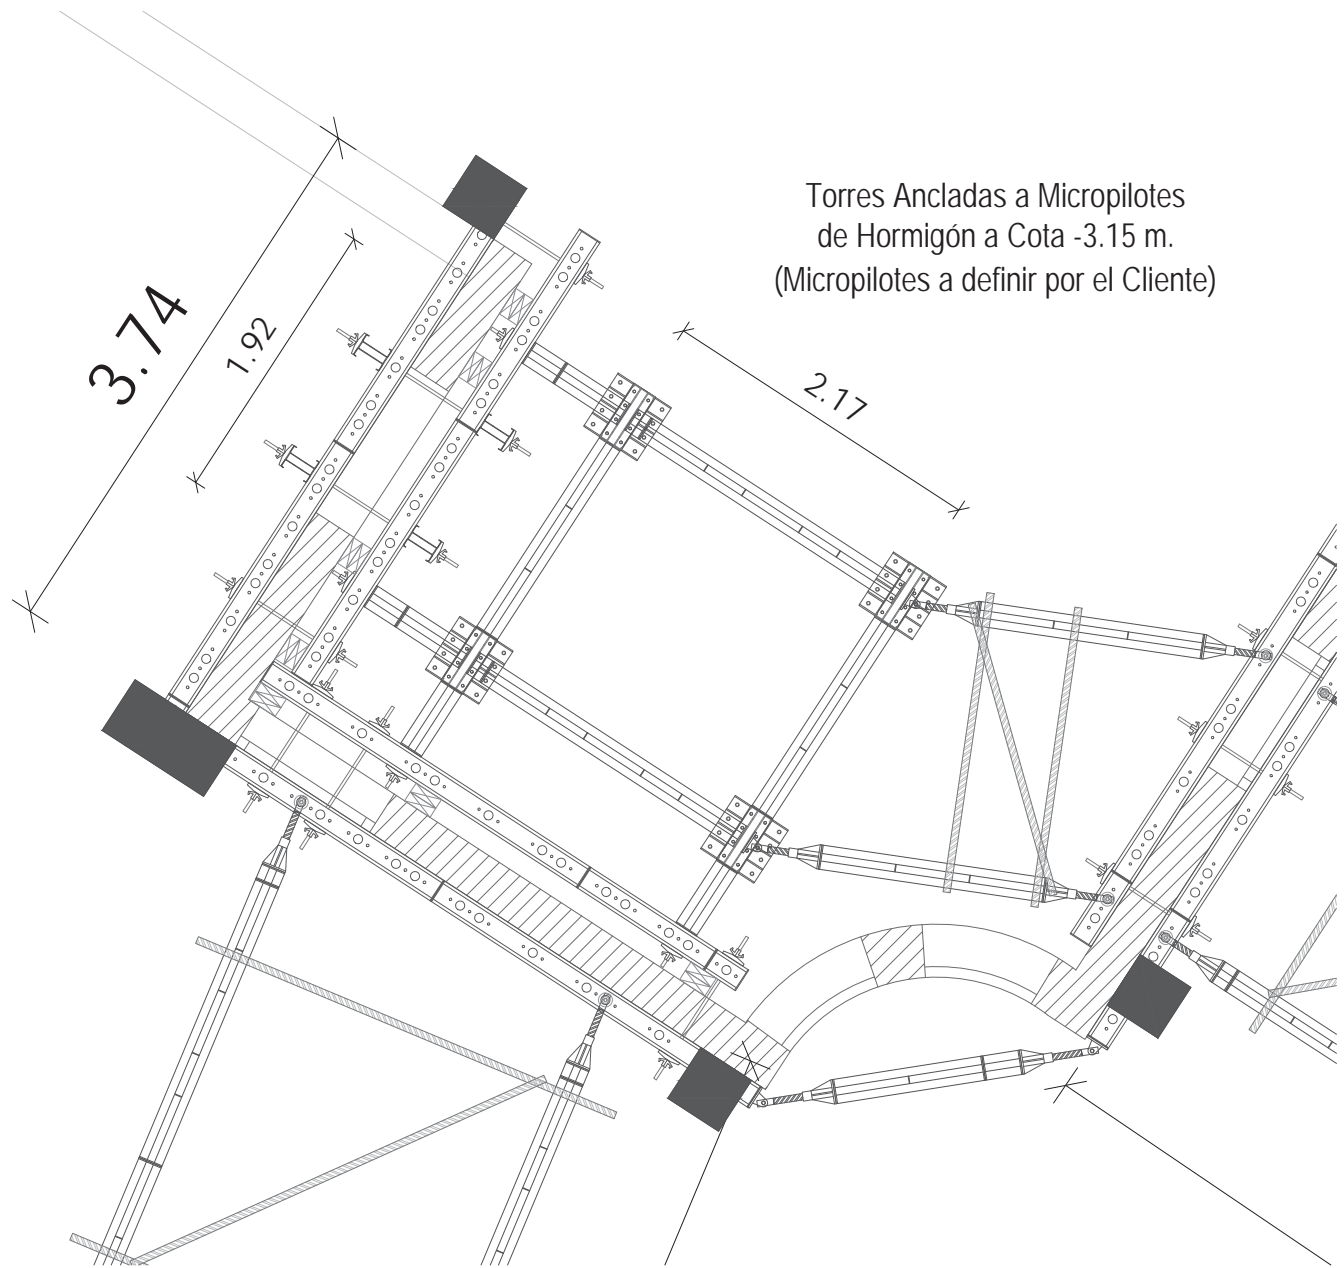 Torres Ancladas a Micropilotes
de Hormigón a Cota -3.15 m.
(Micropilotes a definir por el Cliente)
3.74
1.92
2.17